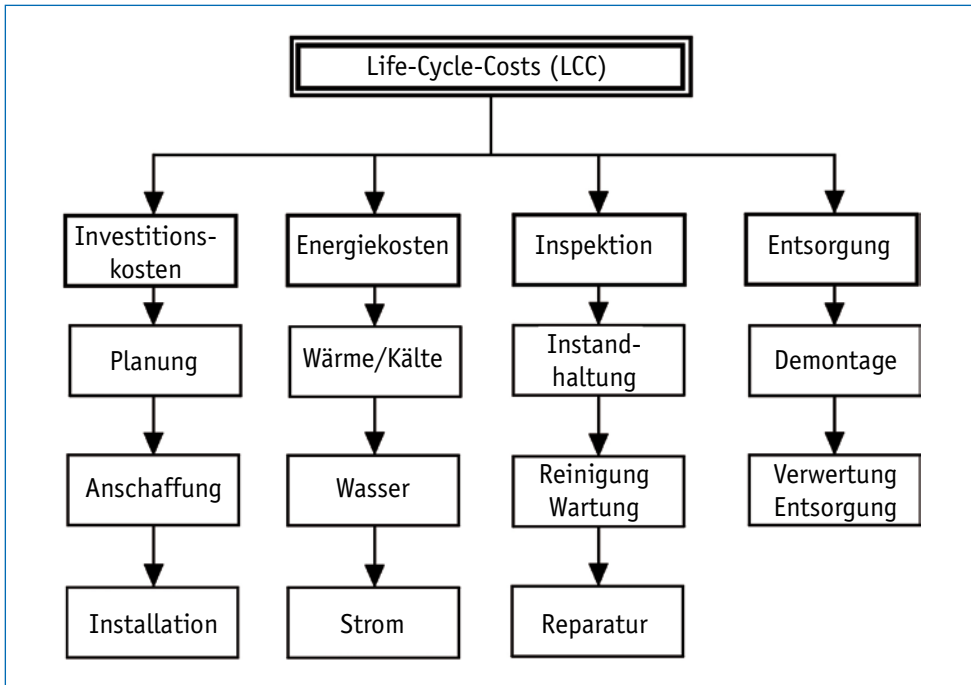 Life-Cycle-Costs (LCC)
Investitions-
kosten
Energiekosten
Inspektion
Entsorgung
Planung
Wärme/Kälte
Instand-
haltung
Demontage
Anschaffung
Wasser
Reinigung
Wartung
Verwertung
Entsorgung
Installation
Strom
Reparatur